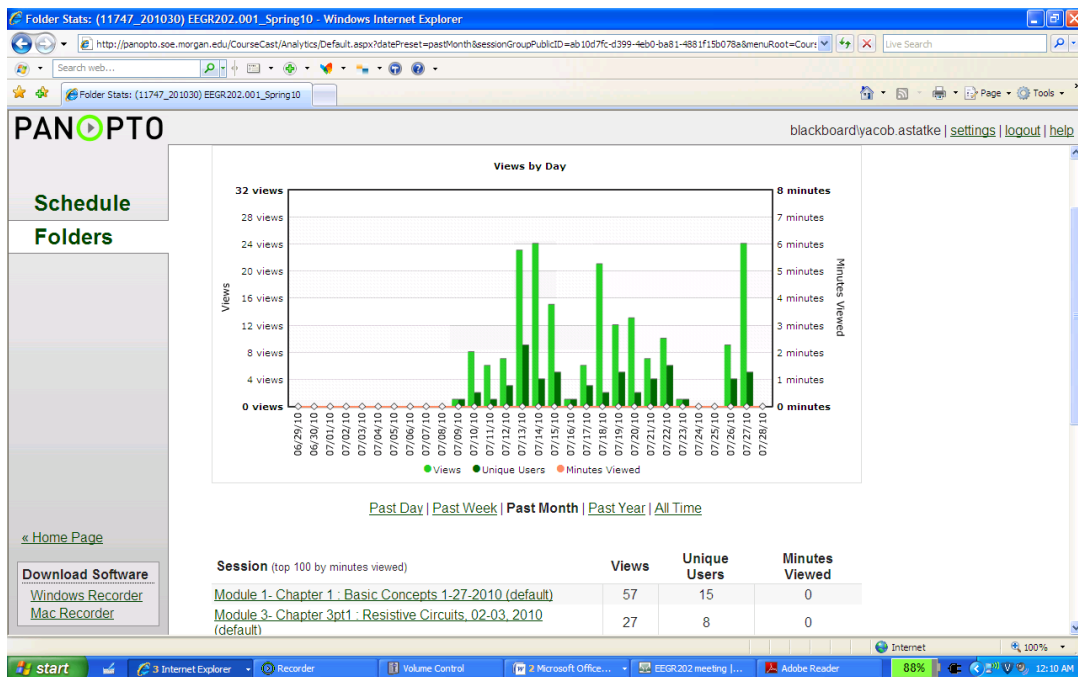 Folder Stats: (11747_201030) EEGR202.001_Spring10 - Windows Internet Explorer
http://panopto.soe.morgan.edu/CourseCast/Analytics/Default.aspx?datePreset=pastMonth&sessionGroupPublicID=ab10d7fc-d399-4eb0-ba81-4881f15b078a&menuRoot=Cours
Live Search
Search web...
Folder Stats: (11747_201030) EEGR202.001_Spring10
Page
Tools
PANOPTO
blackboard\yacob.astatke | settings | logout | help
Schedule
Folders
Views by Day
32 views
8 minutes
28 views
7 minutes
24 views
6 minutes
20 views
5 minutes
16 views
4 minutes
12 views
3 minutes
8 views
2 minutes
4 views
1 minutes
0 views
0 minutes
Views
Minutes Viewed
06/29/10
06/30/10
07/01/10
07/02/10
07/03/10
07/04/10
07/05/10
07/06/10
07/07/10
07/08/10
07/09/10
07/10/10
07/11/10
07/12/10
07/13/10
07/14/10
07/15/10
07/16/10
07/17/10
07/18/10
07/19/10
07/20/10
07/21/10
07/22/10
07/23/10
07/24/10
07/25/10
07/26/10
07/27/10
07/28/10
Views Unique Users Minutes Viewed
Past Day | Past Week | Past Month | Past Year | All Time
« Home Page
Download Software
Windows Recorder
Mac Recorder
Session (top 100 by minutes viewed) Views Unique Users Minutes Viewed
Module 1- Chapter 1 : Basic Concepts 1-27-2010 (default) 57 15 0
Module 3- Chapter 3pt1 : Resistive Circuits, 02-03, 2010 (default) 27 8 0
Internet
100%
start
3 Internet Explorer
Recorder
Volume Control
2 Microsoft Office...
EEGR202 meeting |...
Adobe Reader
88%
12:10 AM